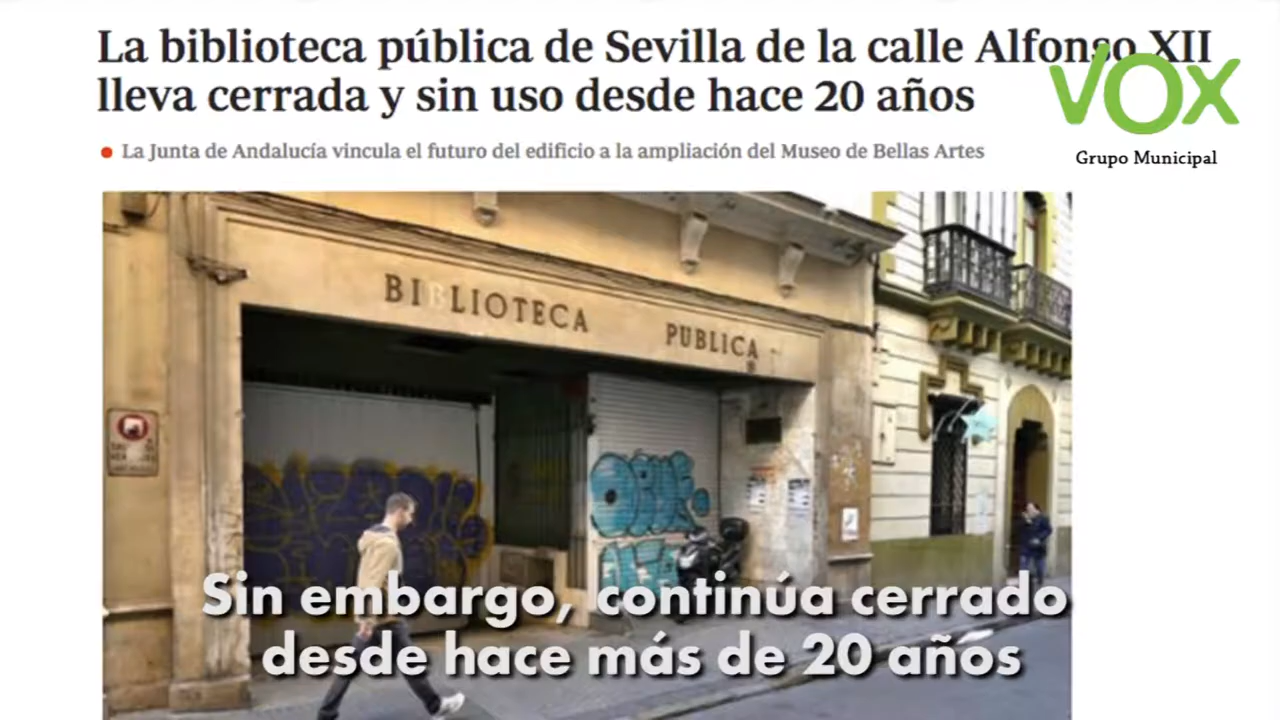 La biblioteca pública de Sevilla de la calle Alfonso XII
lleva cerrada y sin uso desde hace 20 años
VOX
Grupo Municipal
La Junta de Andalucía vincula el futuro del edificio a la ampliación del Museo de Bellas Artes
BIBLIOTECA PUBLICA
Sin embargo, continúa cerrado
desde hace más de 20 años